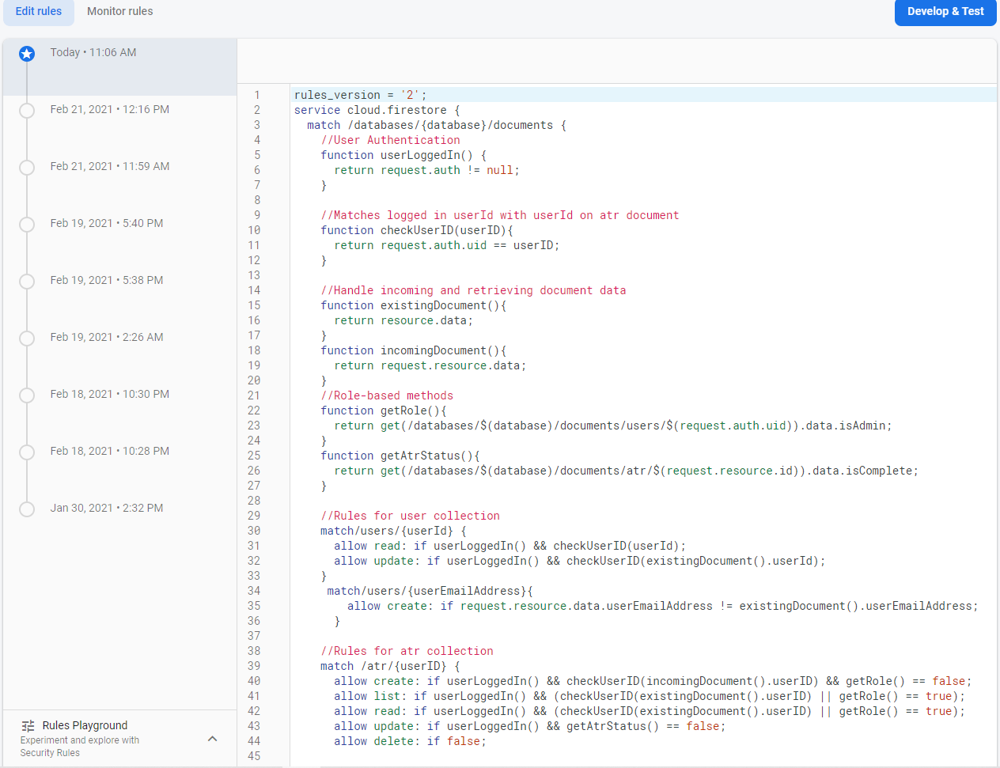 Edit rules
Monitor rules
Develop & Test
Today • 11:06 AM
Feb 21, 2021 • 12:16 PM
Feb 21, 2021 • 11:59 AM
Feb 19, 2021 • 5:40 PM
Feb 19, 2021 • 5:38 PM
Feb 19, 2021 • 2:26 AM
Feb 18, 2021 • 10:30 PM
Feb 18, 2021 • 10:28 PM
Jan 30, 2021 • 2:32 PM
Rules Playground
Experiment and explore with
Security Rules
1 rules_version = '2';
2 service cloud.firestore {
3   match /databases/{database}/documents {
4     //User Authentication
5     function userLoggedIn() {
6       return request.auth != null;
7     }
8
9     //Matches logged in userId with userId on atr document
10     function checkUserID(userID){
11       return request.auth.uid == userID;
12     }
13
14     //Handle incoming and retrieving document data
15     function existingDocument(){
16       return resource.data;
17     }
18     function incomingDocument(){
19       return request.resource.data;
20     }
21     //Role-based methods
22     function getRole(){
23       return get(/databases/$(database)/documents/users/$(request.auth.uid)).data.isAdmin;
24     }
25     function getAtrStatus(){
26       return get(/databases/$(database)/documents/atr/$(request.resource.id)).data.isComplete;
27     }
28
29     //Rules for user collection
30     match/users/{userId} {
31       allow read: if userLoggedIn() && checkUserID(userId);
32       allow update: if userLoggedIn() && checkUserID(existingDocument().userId);
33     }
34      match/users/{userEmailAddress}{
35         allow create: if request.resource.data.userEmailAddress != existingDocument().userEmailAddress;
36       }
37
38     //Rules for atr collection
39     match /atr/{userID} {
40       allow create: if userLoggedIn() && checkUserID(incomingDocument().userID) && getRole() == false;
41       allow list: if userLoggedIn() && (checkUserID(existingDocument().userID) || getRole() == true);
42       allow read: if userLoggedIn() && (checkUserID(existingDocument().userID) || getRole() == true);
43       allow update: if userLoggedIn() && getAtrStatus() == false;
44       allow delete: if false;
45